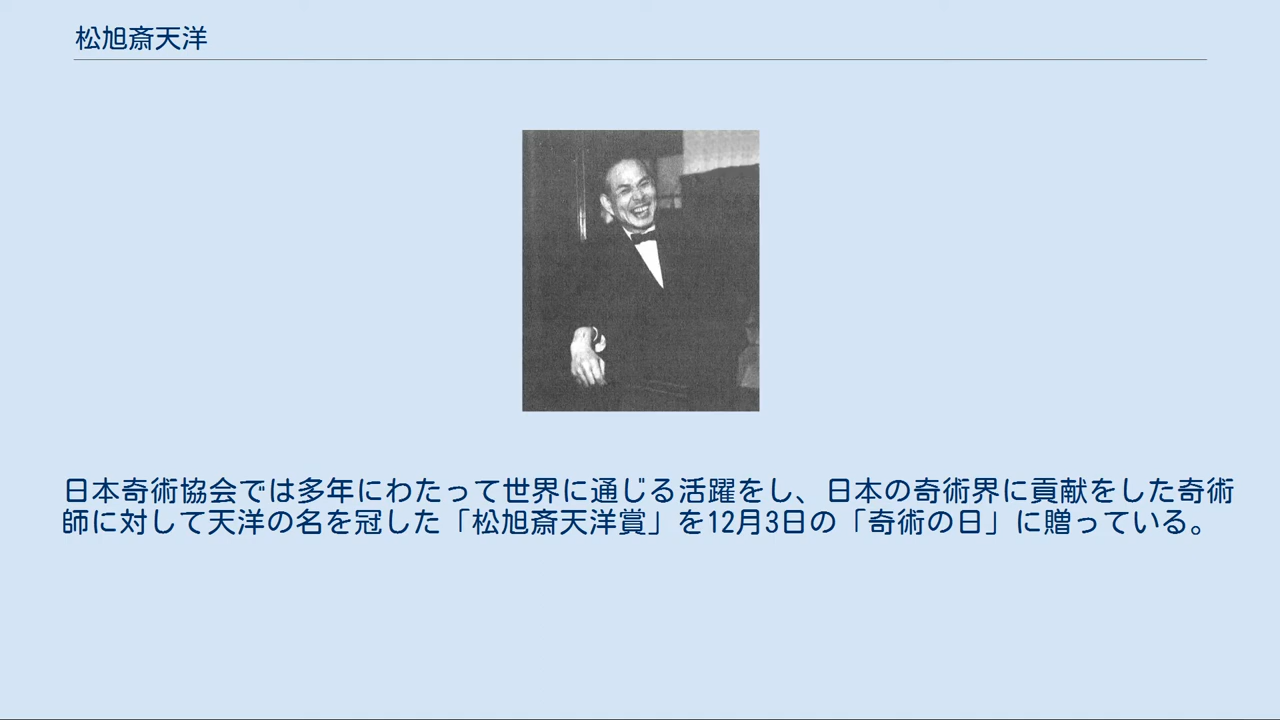 松旭斎天洋
日本奇術協会では多年にわたって世界に通じる活躍をし、日本の奇術界に貢献をした奇術
師に対して天洋の名を冠した「松旭斎天洋賞」を12月3日の「奇術の日」に贈っている。